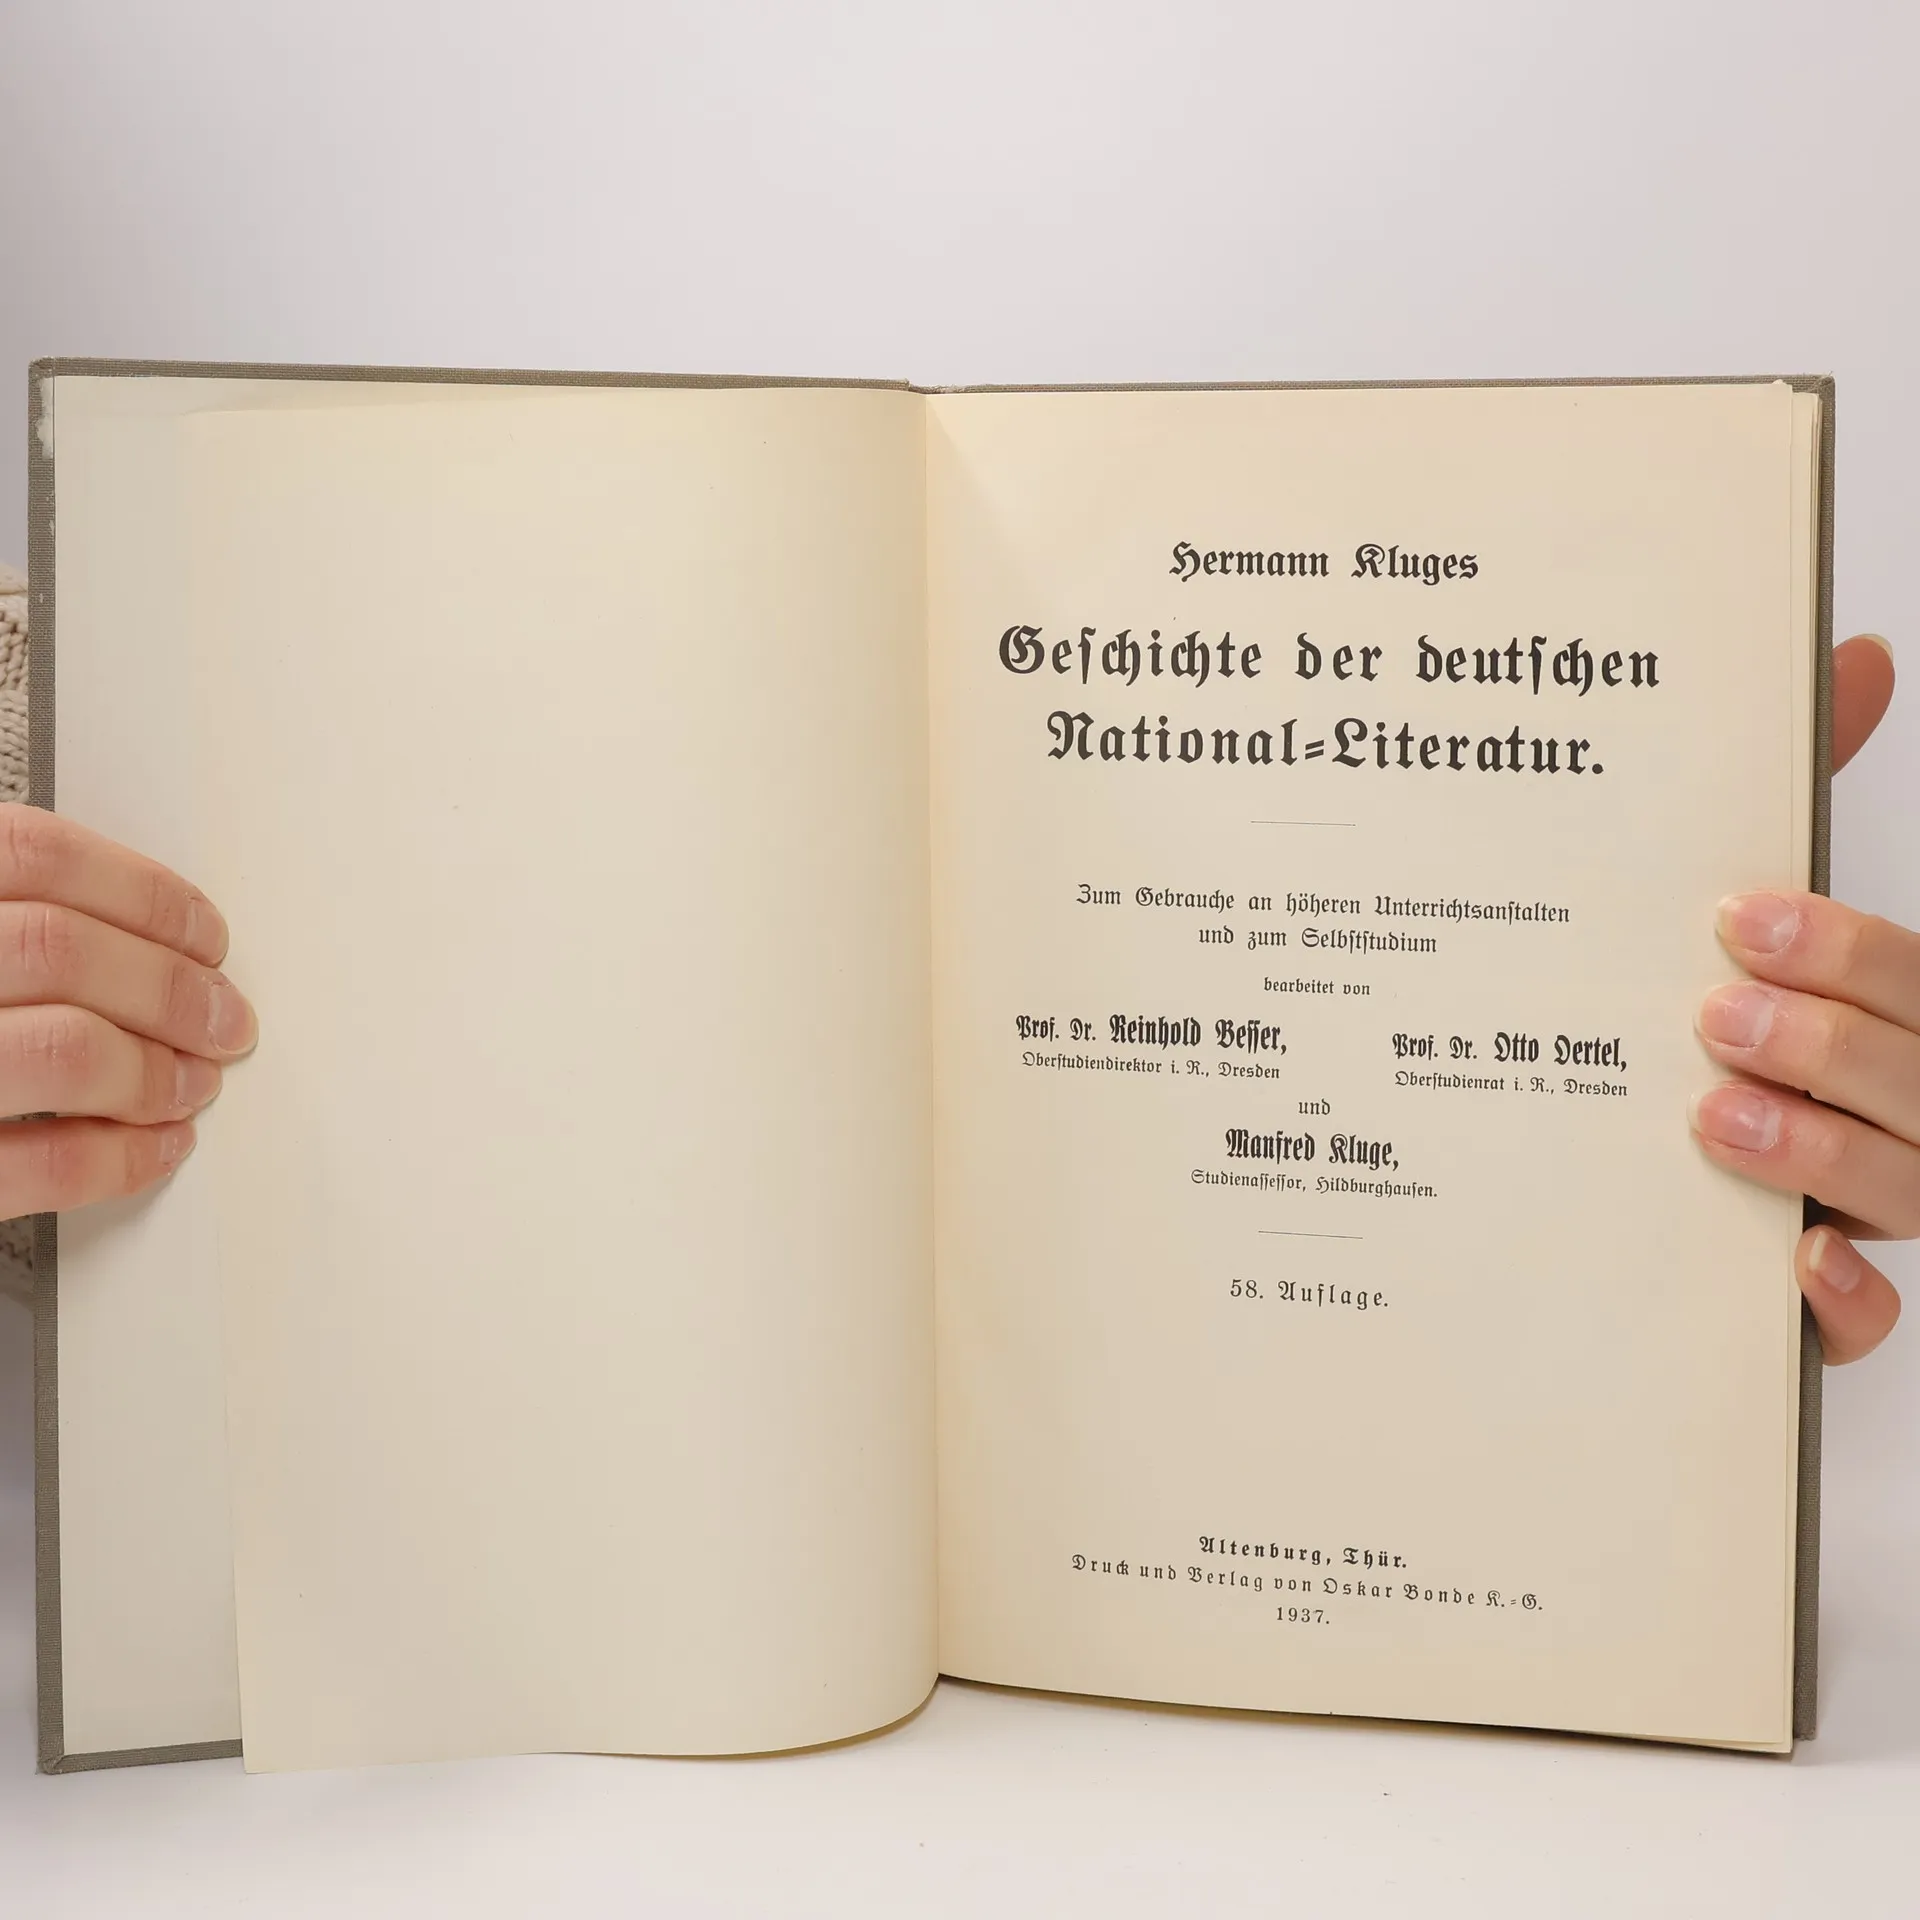 Hermann Kluges
Geſchichte der deutſchen
National=Literatur.
Zum Gebrauche an höheren Unterrichtsanſtalten
und zum Selbſtſtudium
bearbeitet von
Prof. Dr. Reinhold Beſſer,
Oberſtudiendirektor i. R., Dresden
Prof. Dr. Otto Oertel,
Oberſtudienrat i. R., Dresden
und
Manfred Kluge,
Studienaſſeſſor, Hildburghauſen.
58. Auflage.
Altenburg, Thür.
Druck und Verlag von Oskar Bonde K.=G.
1937.